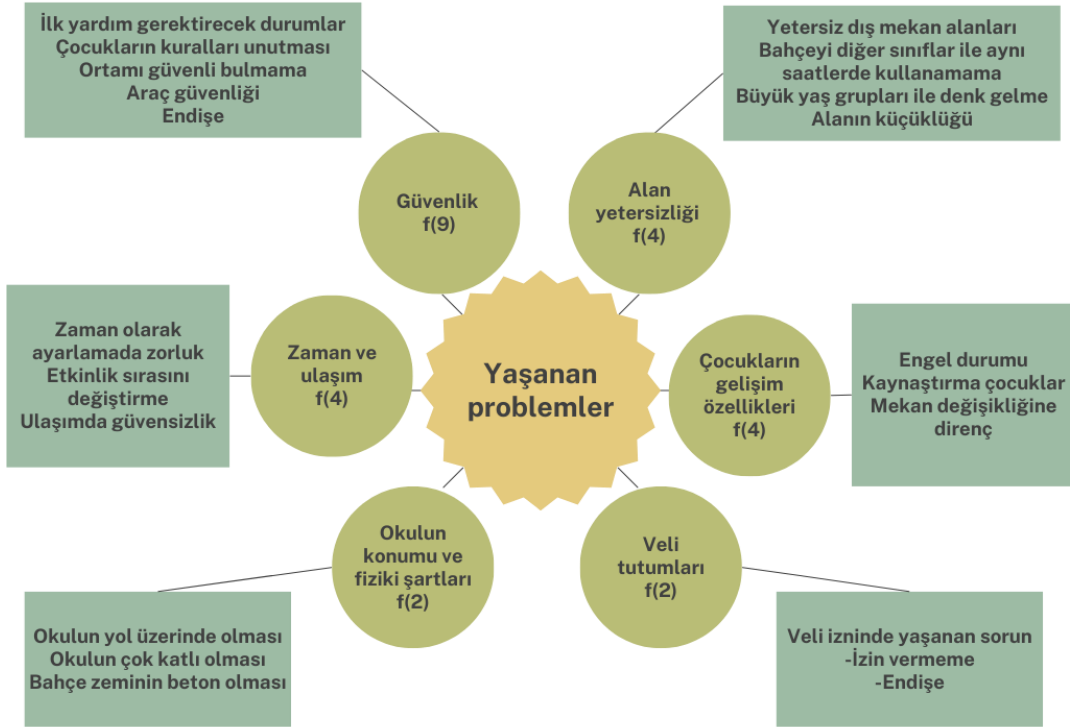 İlk yardım gerektirecek durumlar
Çocukların kuralları unutması
Ortamı güvenli bulmama
Araç güvenliği
Endişe
Yetersiz dış mekan alanları
Bahçeyi diğer sınıflar ile aynı
saatlerde kullanamama
Büyük yaş grupları ile denk gelme
Alanın küçüklüğü
Güvenlik
f(9)
Alan
yetersizliği
f(4)
Zaman olarak
ayarlamada zorluk
Etkinlik sırasını
değiştirme
Ulaşımda güvensizlik
Zaman ve
ulaşım
f(4)
Yaşanan
problemler
Çocukların
gelişim
özellikleri
f(4)
Engel durumu
Kaynaştırma çocuklar
Mekan değişikliğine
direnç
Okulun
konumu ve
fiziki şartları
f(2)
Veli
tutumları
f(2)
Okulun yol üzerinde olması
Okulun çok katlı olması
Bahçe zeminin beton olması
Veli izninde yaşanan sorun
-İzin vermeme
-Endişe